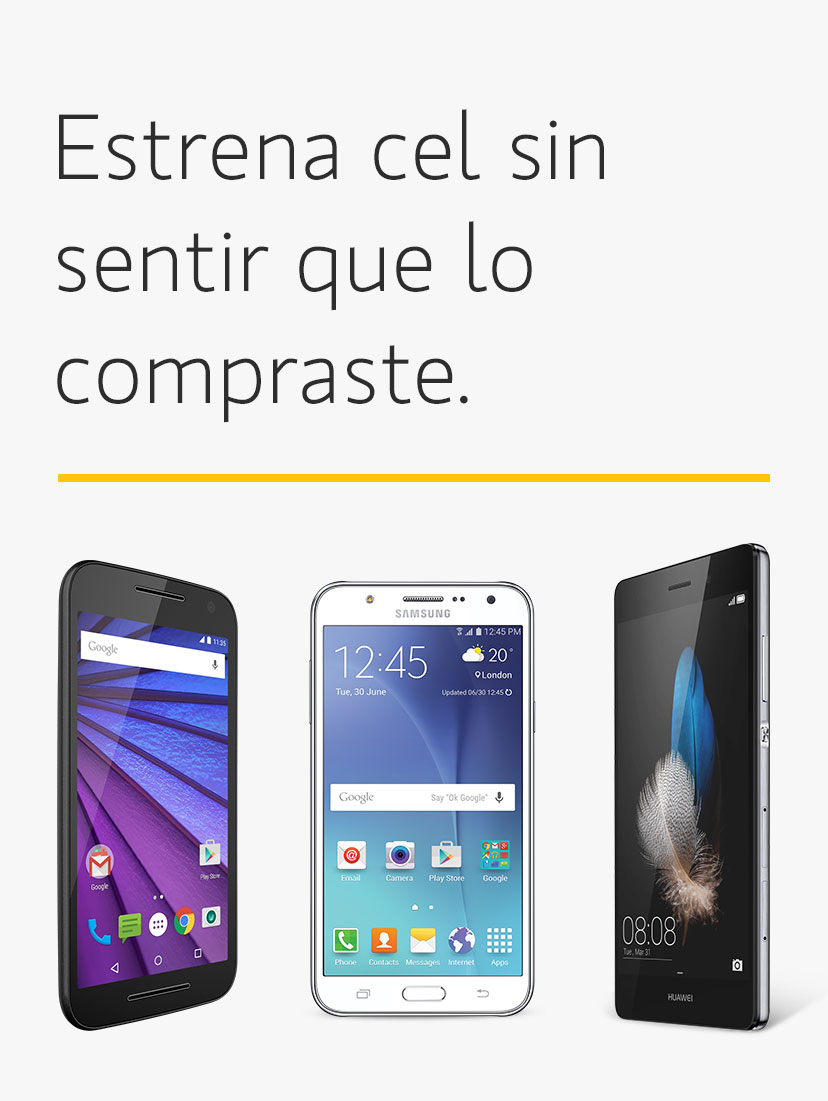 Estrena cel sin
sentir que lo
compraste.
11:35
Google
Google
Play Store
SAMSUNG
12:45 PM
12:45
20°
London
Tue, 30 June
Updated 06/30 12:45
Google
Say "Ok Google"
Email Camera Play Store Google
Phone Contacts Messages Internet Apps
08:08
Tue, Mar 31
HUAWEI